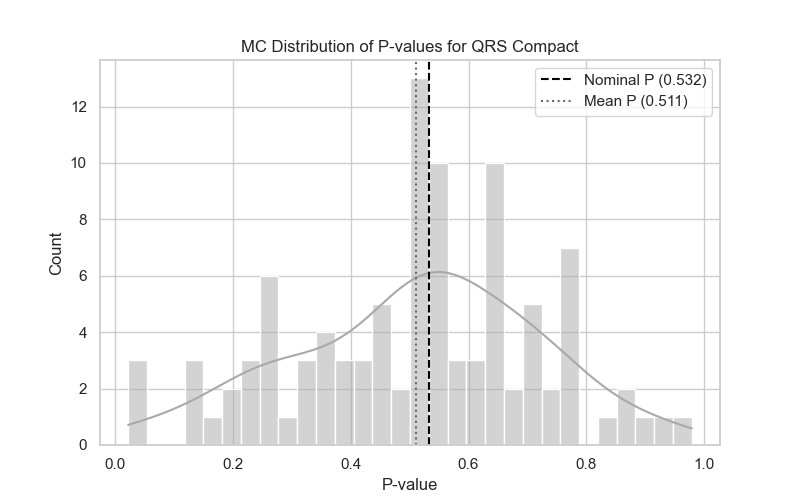 MC Distribution of P-values for QRS Compact
Nominal P (0.532)
Mean P (0.511)
Count
12
10
8
6
4
2
0
0.0 0.2 0.4 0.6 0.8 1.0
P-value